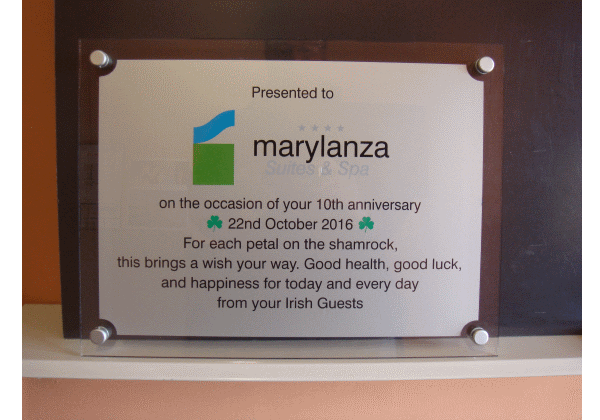 Presented to
★ ★ ★ ★
marylanza
Suites & Spa
on the occasion of your 10th anniversary
☘ 22nd October 2016 ☘
For each petal on the shamrock,
this brings a wish your way. Good health, good luck,
and happiness for today and every day
from your Irish Guests